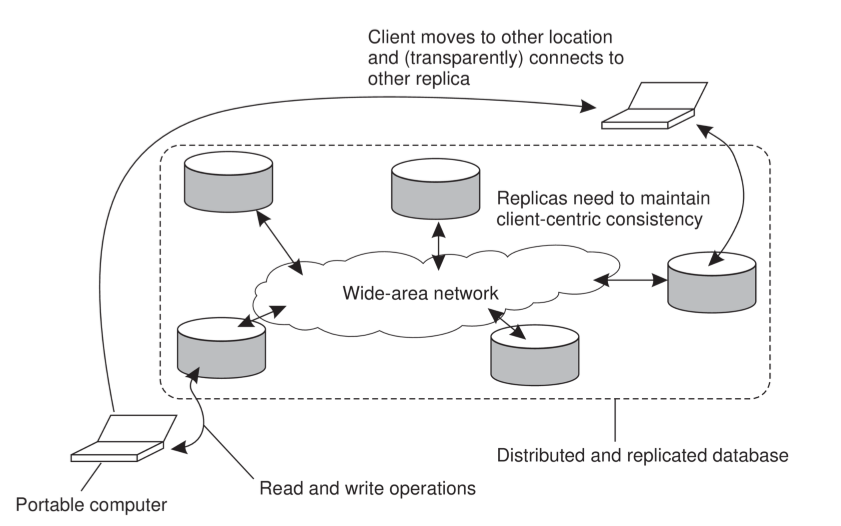 Client moves to other location
and (transparently) connects to
other replica
Replicas need to maintain
client-centric consistency
Wide-area network
Distributed and replicated database
Read and write operations
Portable computer